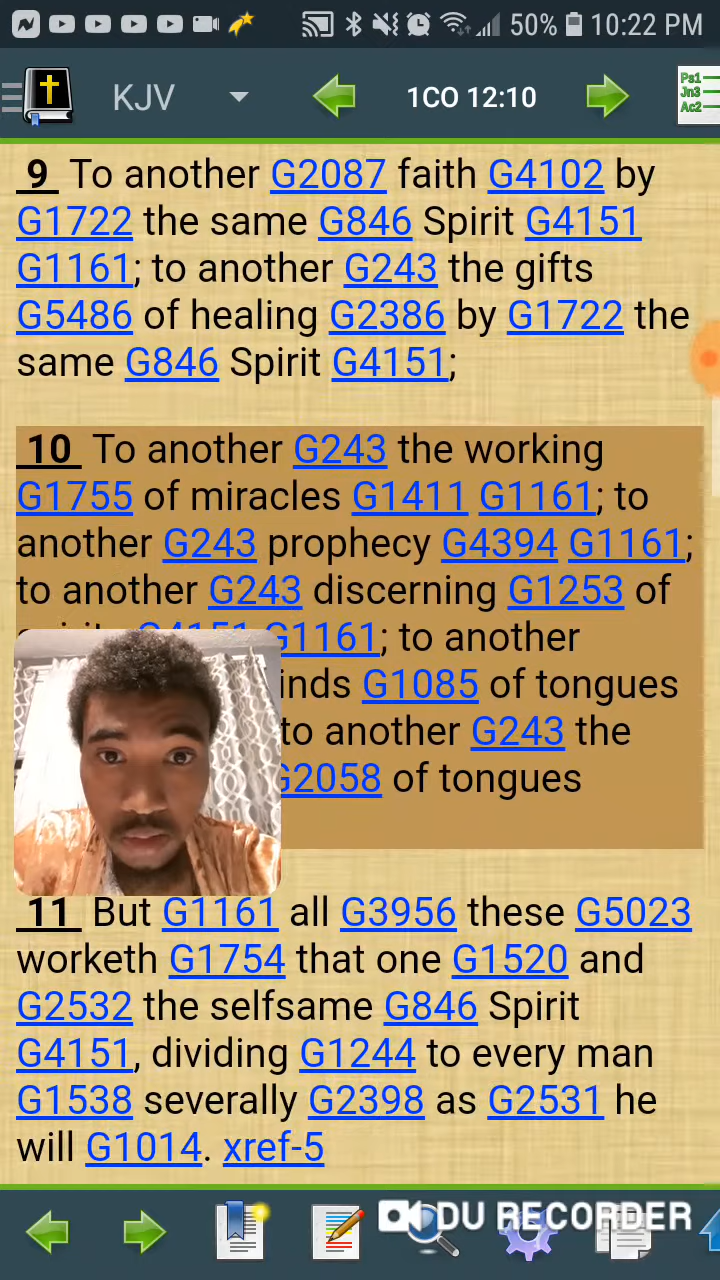 50% 10:22 PM
KJV 1CO 12:10
Ps1
Jn3
Ac2
9 To another G2087 faith G4102 by
G1722 the same G846 Spirit G4151
G1161; to another G243 the gifts
G5486 of healing G2386 by G1722 the
same G846 Spirit G4151;
10 To another G243 the working
G1755 of miracles G1411 G1161; to
another G243 prophecy G4394 G1161;
to another G243 discerning G1253 of
G1161; to another
G1085 of tongues
to another G243 the
G2058 of tongues
11 But G1161 all G3956 these G5023
worketh G1754 that one G1520 and
G2532 the selfsame G846 Spirit
G4151, dividing G1244 to every man
G1538 severally G2398 as G2531 he
will G1014. xref-5
DU RECORDER